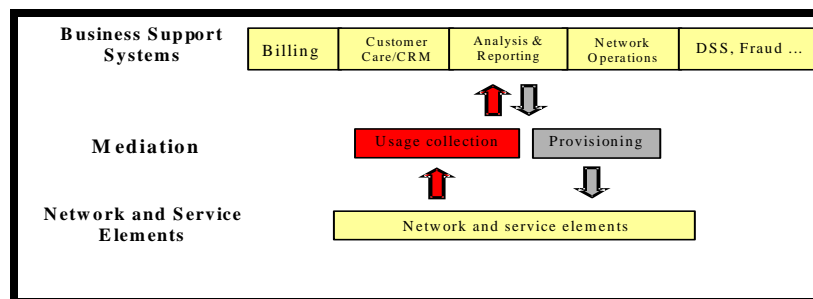 Business Support
Systems
Billing
Customer
Care/CRM
Analysis &
Reporting
Network
Operations
DSS, Fraud ...
Mediation
Usage collection
Provisioning
Network and Service
Elements
Network and service elements